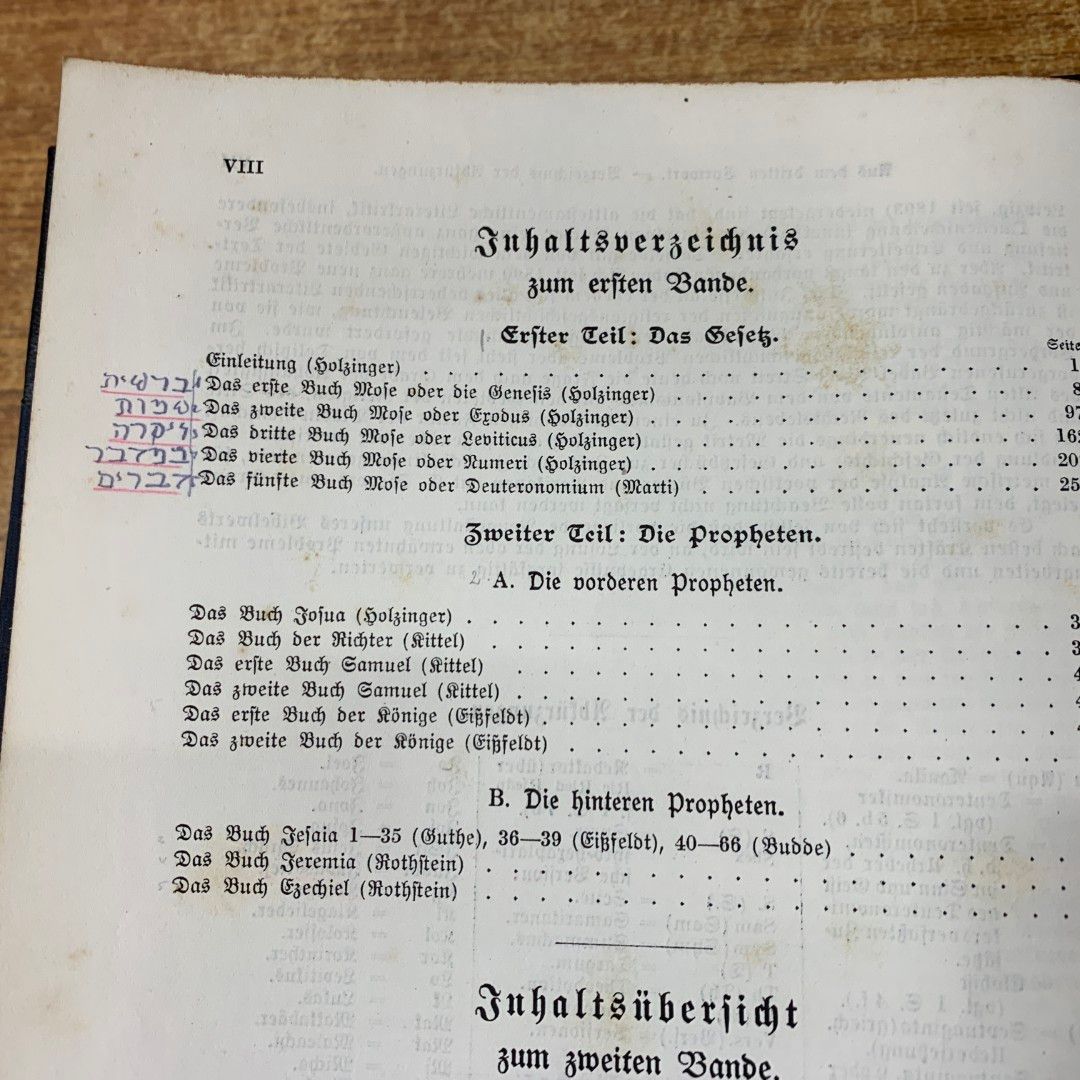 VIII
Inhaltsverzeichnis
zum ersten Bande.
Erster Teil: Das Gesetz.
Seite
Einleitung (Holzinger) . . . . . 1
ברשית Das erste Buch Mose oder die Genesis (Holzinger) . . . . . 8
שמות Das zweite Buch Mose oder Exodus (Holzinger) . . . . . 97
ויקרה Das dritte Buch Mose oder Leviticus (Holzinger) . . . . .
במדבר Das vierte Buch Mose oder Numeri (Holzinger) . . . . .
דברים Das fünfte Buch Mose oder Deuteronomium (Marti) . . . . .
Zweiter Teil: Die Propheten.
A. Die vorderen Propheten.
Das Buch Josua (Holzinger) . . . . .
Das Buch der Richter (Kittel) . . . . .
Das erste Buch Samuel (Kittel) . . . . .
Das zweite Buch Samuel (Kittel) . . . . .
Das erste Buch der Könige (Eißfeldt) . . . . .
Das zweite Buch der Könige (Eißfeldt) . . . . .
B. Die hinteren Propheten.
Das Buch Jesaia 1—35 (Guthe), 36—39 (Eißfeldt), 40—66 (Budde) . . . . .
Das Buch Jeremia (Rothstein) . . . . .
Das Buch Ezechiel (Rothstein) . . . . .
Inhaltsübersicht
zum zweiten Bande.